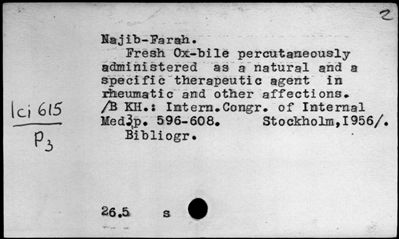 2
Najib-Farah.
Fresh Ox-bile percutaneously
administered as a natural and a
specific therapeutic agent in
rheumatic and other affections.
/B KH.: Intern.Congr. of Internal
Med3p. 596-608. Stockholm,1956/.
Bibliogr.
Ici 615
P3
26.5 s